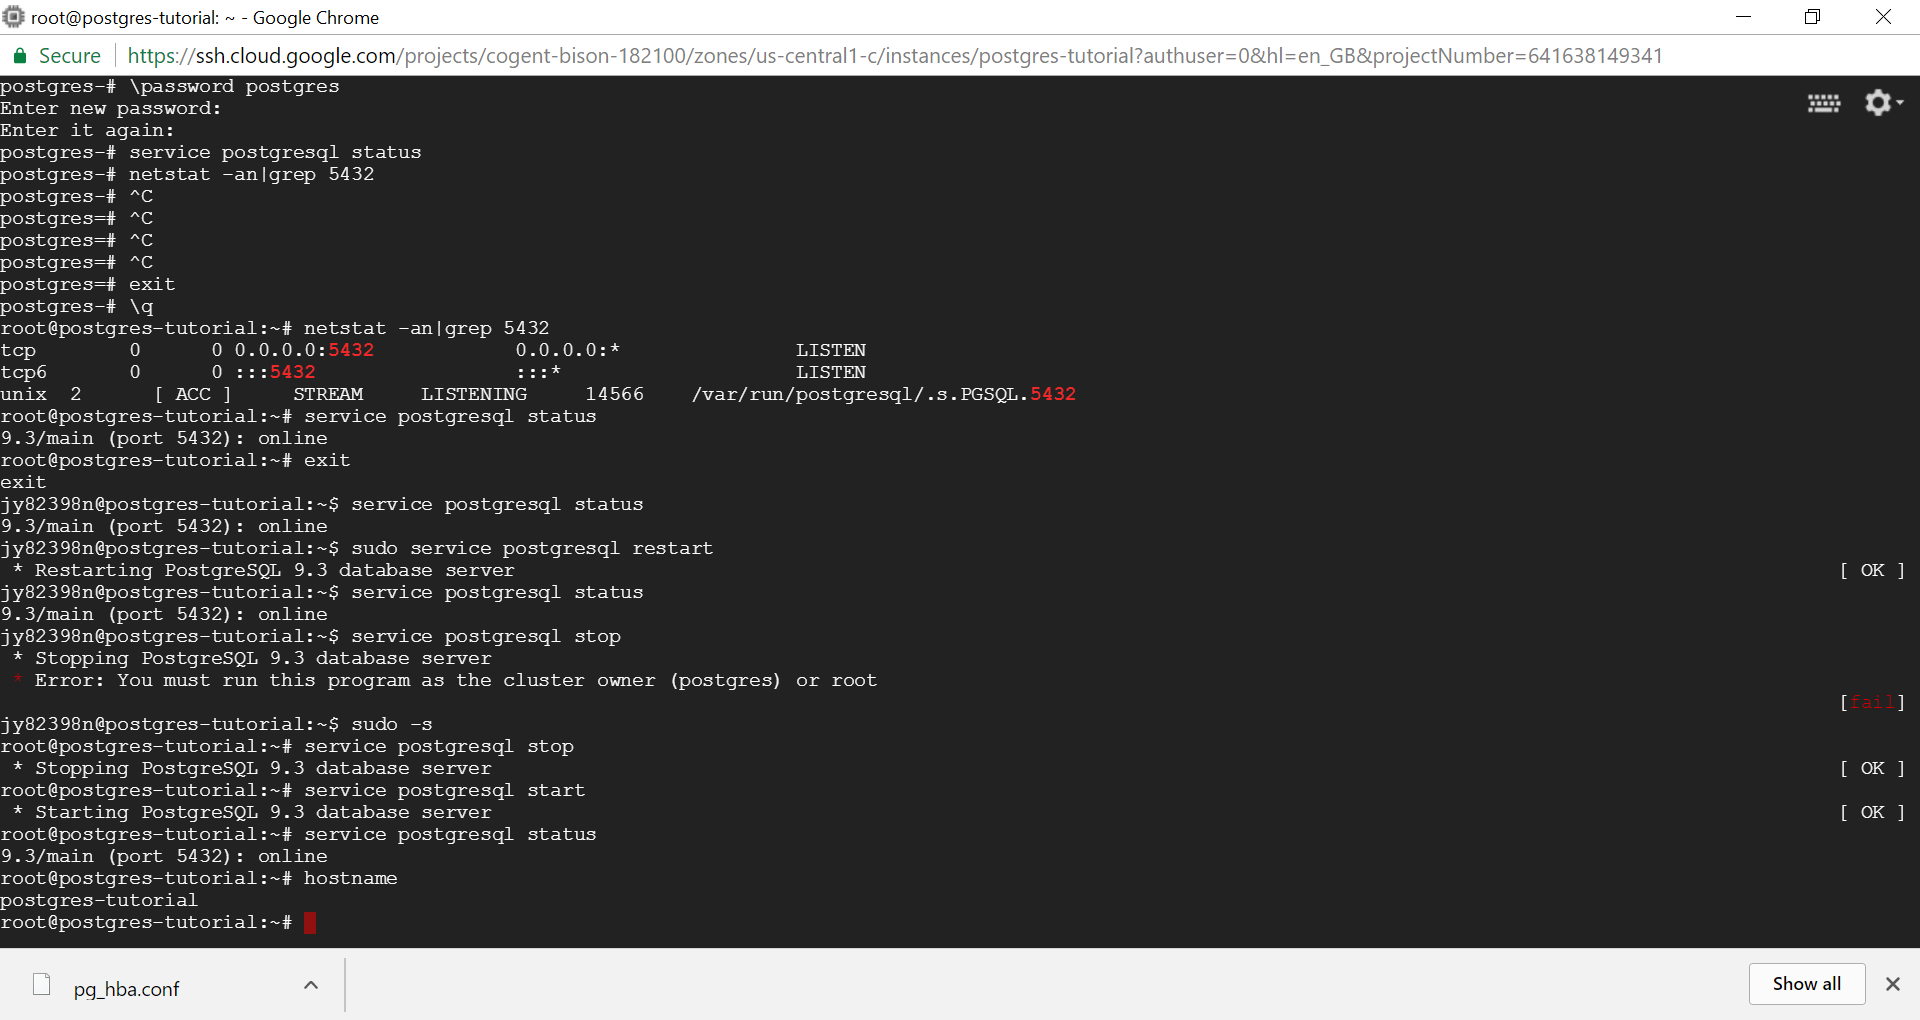 root@postgres-tutorial: ~ - Google Chrome
Secure https://ssh.cloud.google.com/projects/cogent-bison-182100/zones/us-central1-c/instances/postgres-tutorial?authuser=0&hl=en_GB&projectNumber=641638149341
postgres-# \password postgres
Enter new password:
Enter it again:
postgres-# service postgresql status
postgres-# netstat -an|grep 5432
postgres-# ^C
postgres=# ^C
postgres=# ^C
postgres=# ^C
postgres=# exit
postgres-# \q
root@postgres-tutorial:~# netstat -an|grep 5432
tcp 0 0 0.0.0.0:5432 0.0.0.0:* LISTEN
tcp6 0 0 :::5432 :::* LISTEN
unix 2 [ ACC ] STREAM LISTENING 14566 /var/run/postgresql/.s.PGSQL.5432
root@postgres-tutorial:~# service postgresql status
9.3/main (port 5432): online
root@postgres-tutorial:~# exit
exit
jy82398n@postgres-tutorial:~$ service postgresql status
9.3/main (port 5432): online
jy82398n@postgres-tutorial:~$ sudo service postgresql restart
* Restarting PostgreSQL 9.3 database server [ OK ]
jy82398n@postgres-tutorial:~$ service postgresql status
9.3/main (port 5432): online
jy82398n@postgres-tutorial:~$ service postgresql stop
* Stopping PostgreSQL 9.3 database server
* Error: You must run this program as the cluster owner (postgres) or root
[fail]
jy82398n@postgres-tutorial:~$ sudo -s
root@postgres-tutorial:~# service postgresql stop
* Stopping PostgreSQL 9.3 database server [ OK ]
root@postgres-tutorial:~# service postgresql start
* Starting PostgreSQL 9.3 database server [ OK ]
root@postgres-tutorial:~# service postgresql status
9.3/main (port 5432): online
root@postgres-tutorial:~# hostname
postgres-tutorial
root@postgres-tutorial:~#
pg_hba.conf Show all